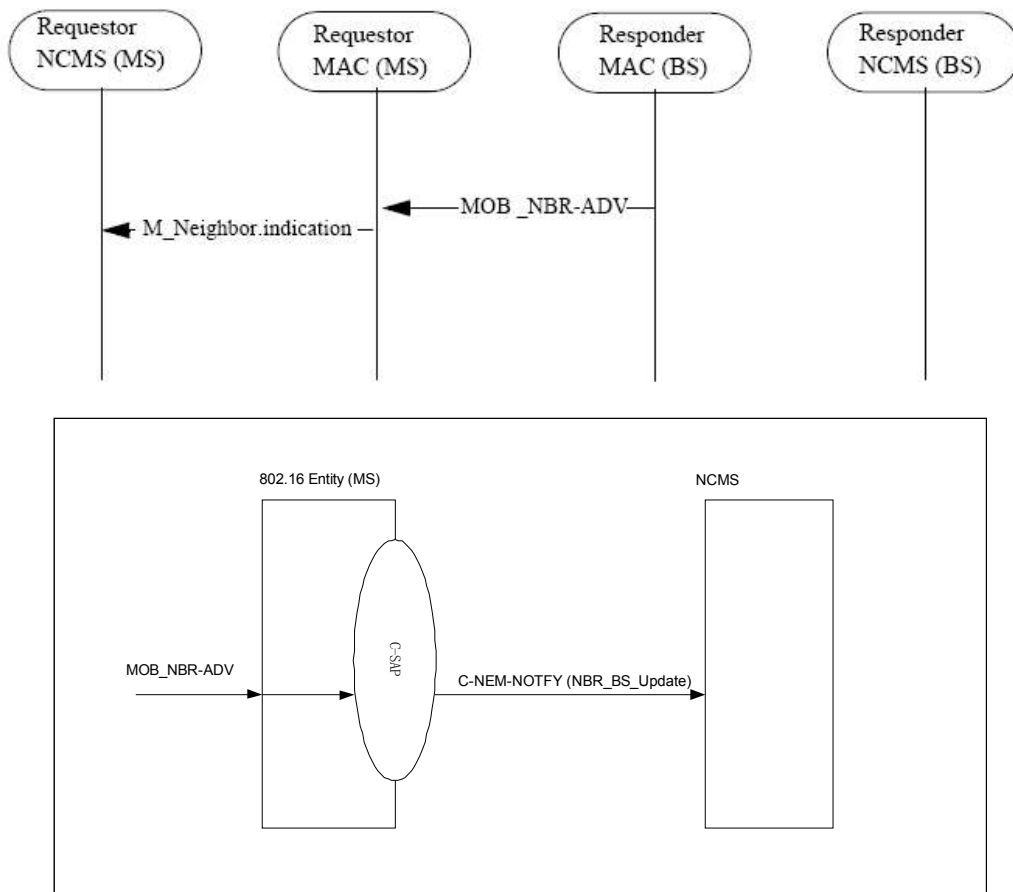 Requestor
NCMS (MS)
Requestor
MAC (MS)
Responder
MAC (BS)
Responder
NCMS (BS)
MOB _NBR-ADV
M_Neighbor.indication
802.16 Entity (MS)
NCMS
C-SAP
MOB_NBR-ADV
C-NEM-NOTFY (NBR_BS_Update)